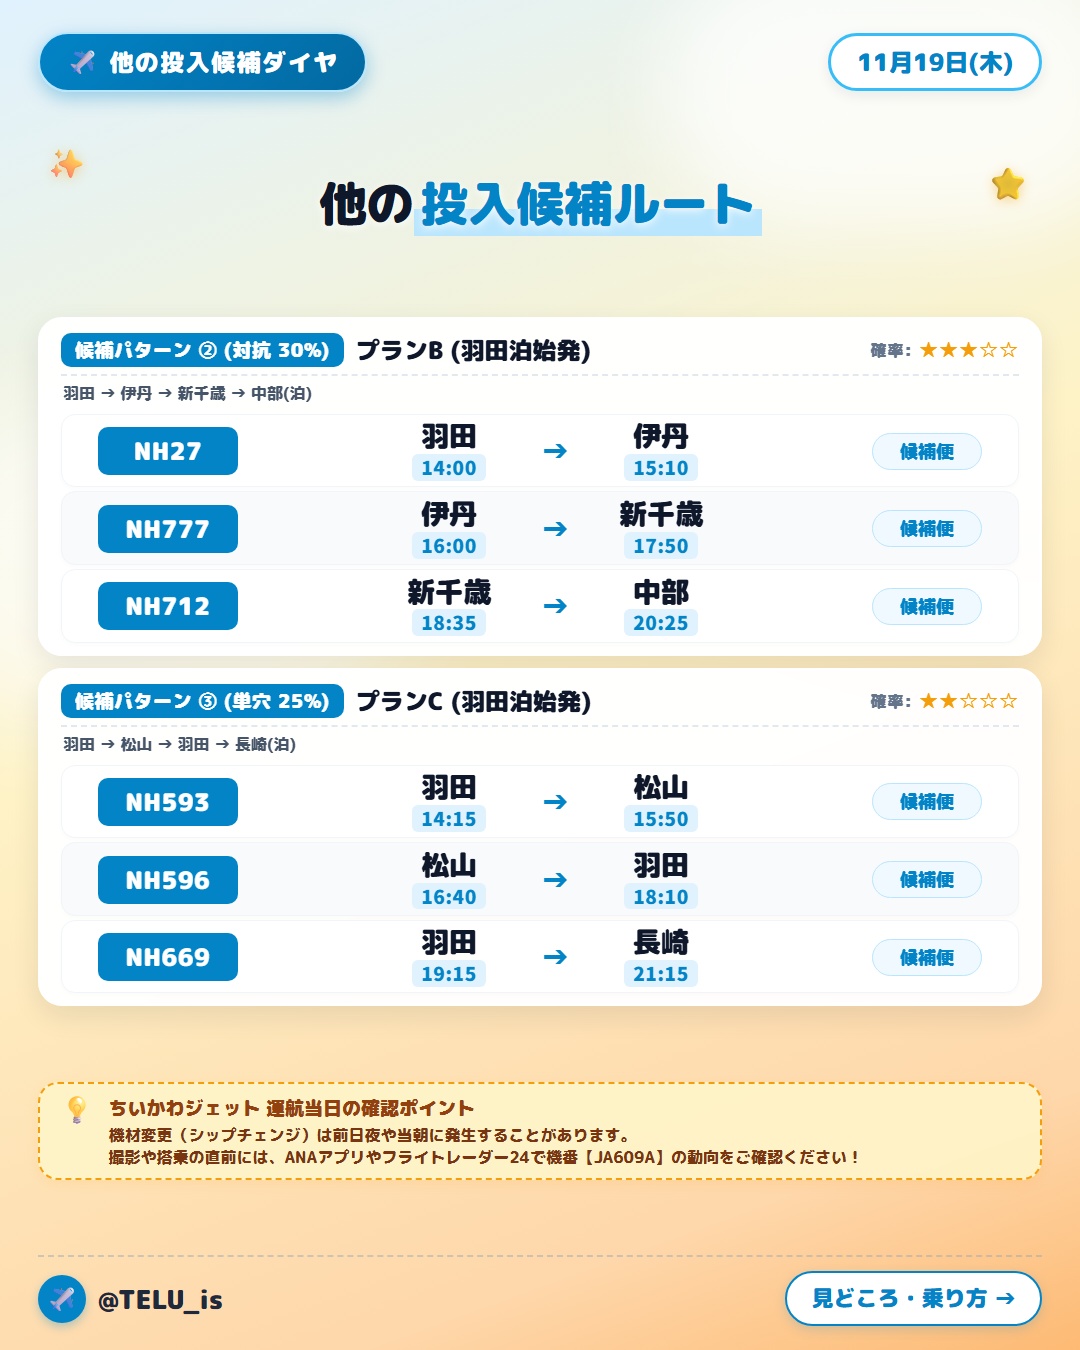 他の投入候補ダイヤ
11月19日(木)
他の投入候補ルート
候補パターン ② (対抗 30%) プランB (羽田泊始発) 確率: ★★★☆☆
羽田 → 伊丹 → 新千歳 → 中部(泊)
NH27 羽田 14:00 → 伊丹 15:10 候補便
NH777 伊丹 16:00 → 新千歳 17:50 候補便
NH712 新千歳 18:35 → 中部 20:25 候補便
候補パターン ③ (単穴 25%) プランC (羽田泊始発) 確率: ★★☆☆☆
羽田 → 松山 → 羽田 → 長崎(泊)
NH593 羽田 14:15 → 松山 15:50 候補便
NH596 松山 16:40 → 羽田 18:10 候補便
NH669 羽田 19:15 → 長崎 21:15 候補便
ちいかわジェット 運航当日の確認ポイント
機材変更（シップチェンジ）は前日夜や当朝に発生することがあります。
撮影や搭乗の直前には、ANAアプリやフライトレーダー24で機番【JA609A】の動向をご確認ください！
@TELU_is
見どころ・乗り方 →